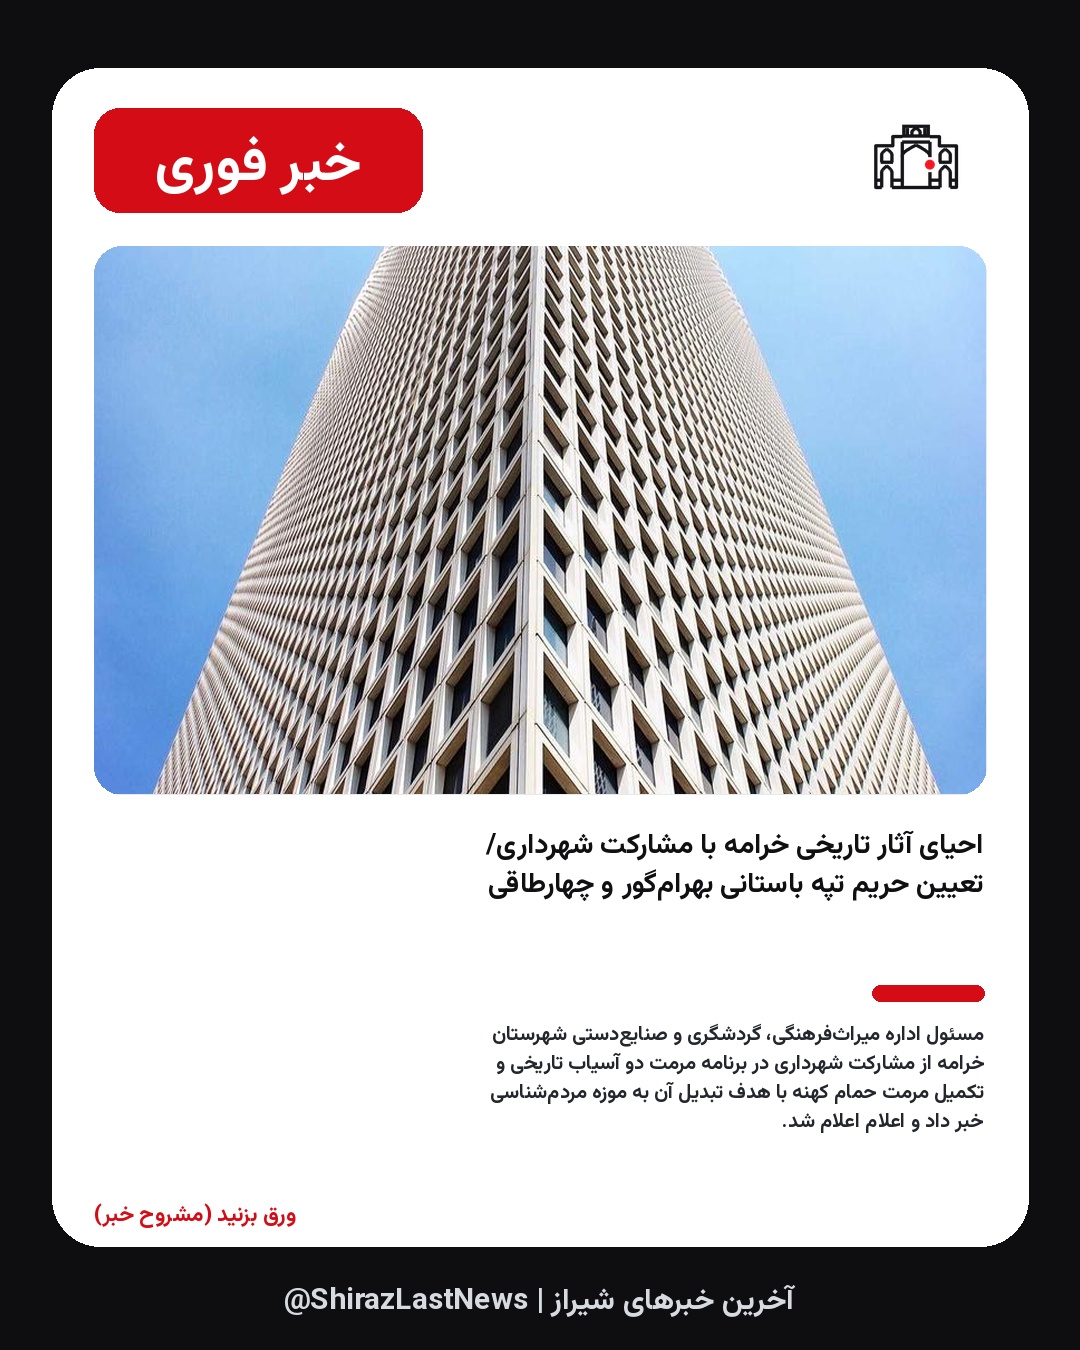 خبر فوری
احیای آثار تاریخی خرامه با مشارکت شهرداری/
تعیین حریم تپه باستانی بهرام‌گور و چهارطاقی
مسئول اداره میراث‌فرهنگی، گردشگری و صنایع‌دستی شهرستان
خرامه از مشارکت شهرداری در برنامه مرمت دو آسیاب تاریخی و
تکمیل مرمت حمام کهنه با هدف تبدیل آن به موزه مردم‌شناسی
خبر داد و اعلام اعلام شد.
ورق بزنید (مشروح خبر)
آخرین خبرهای شیراز | @ShirazLastNews